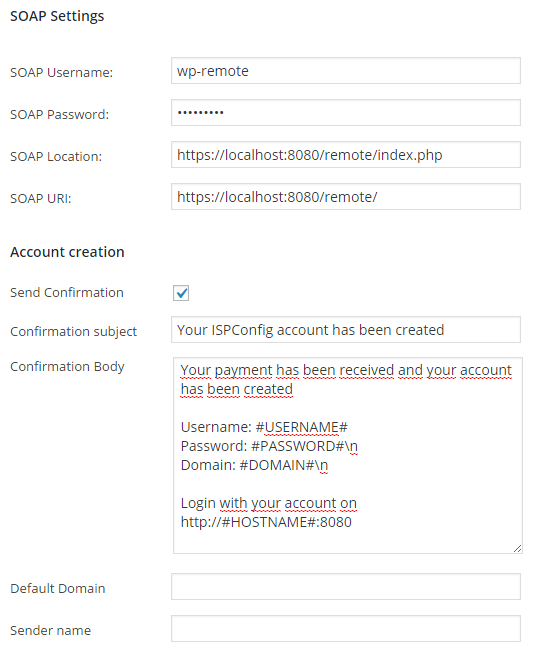 SOAP Settings
SOAP Username:
wp-remote
SOAP Password:
•••••••••
SOAP Location:
https://localhost:8080/remote/index.php
SOAP URI:
https://localhost:8080/remote/
Account creation
Send Confirmation
Confirmation subject
Your ISPConfig account has been created
Confirmation Body
Your payment has been received and your account
has been created
Username: #USERNAME#
Password: #PASSWORD#\n
Domain: #DOMAIN#\n
Login with your account on
http://#HOSTNAME#:8080
Default Domain
Sender name